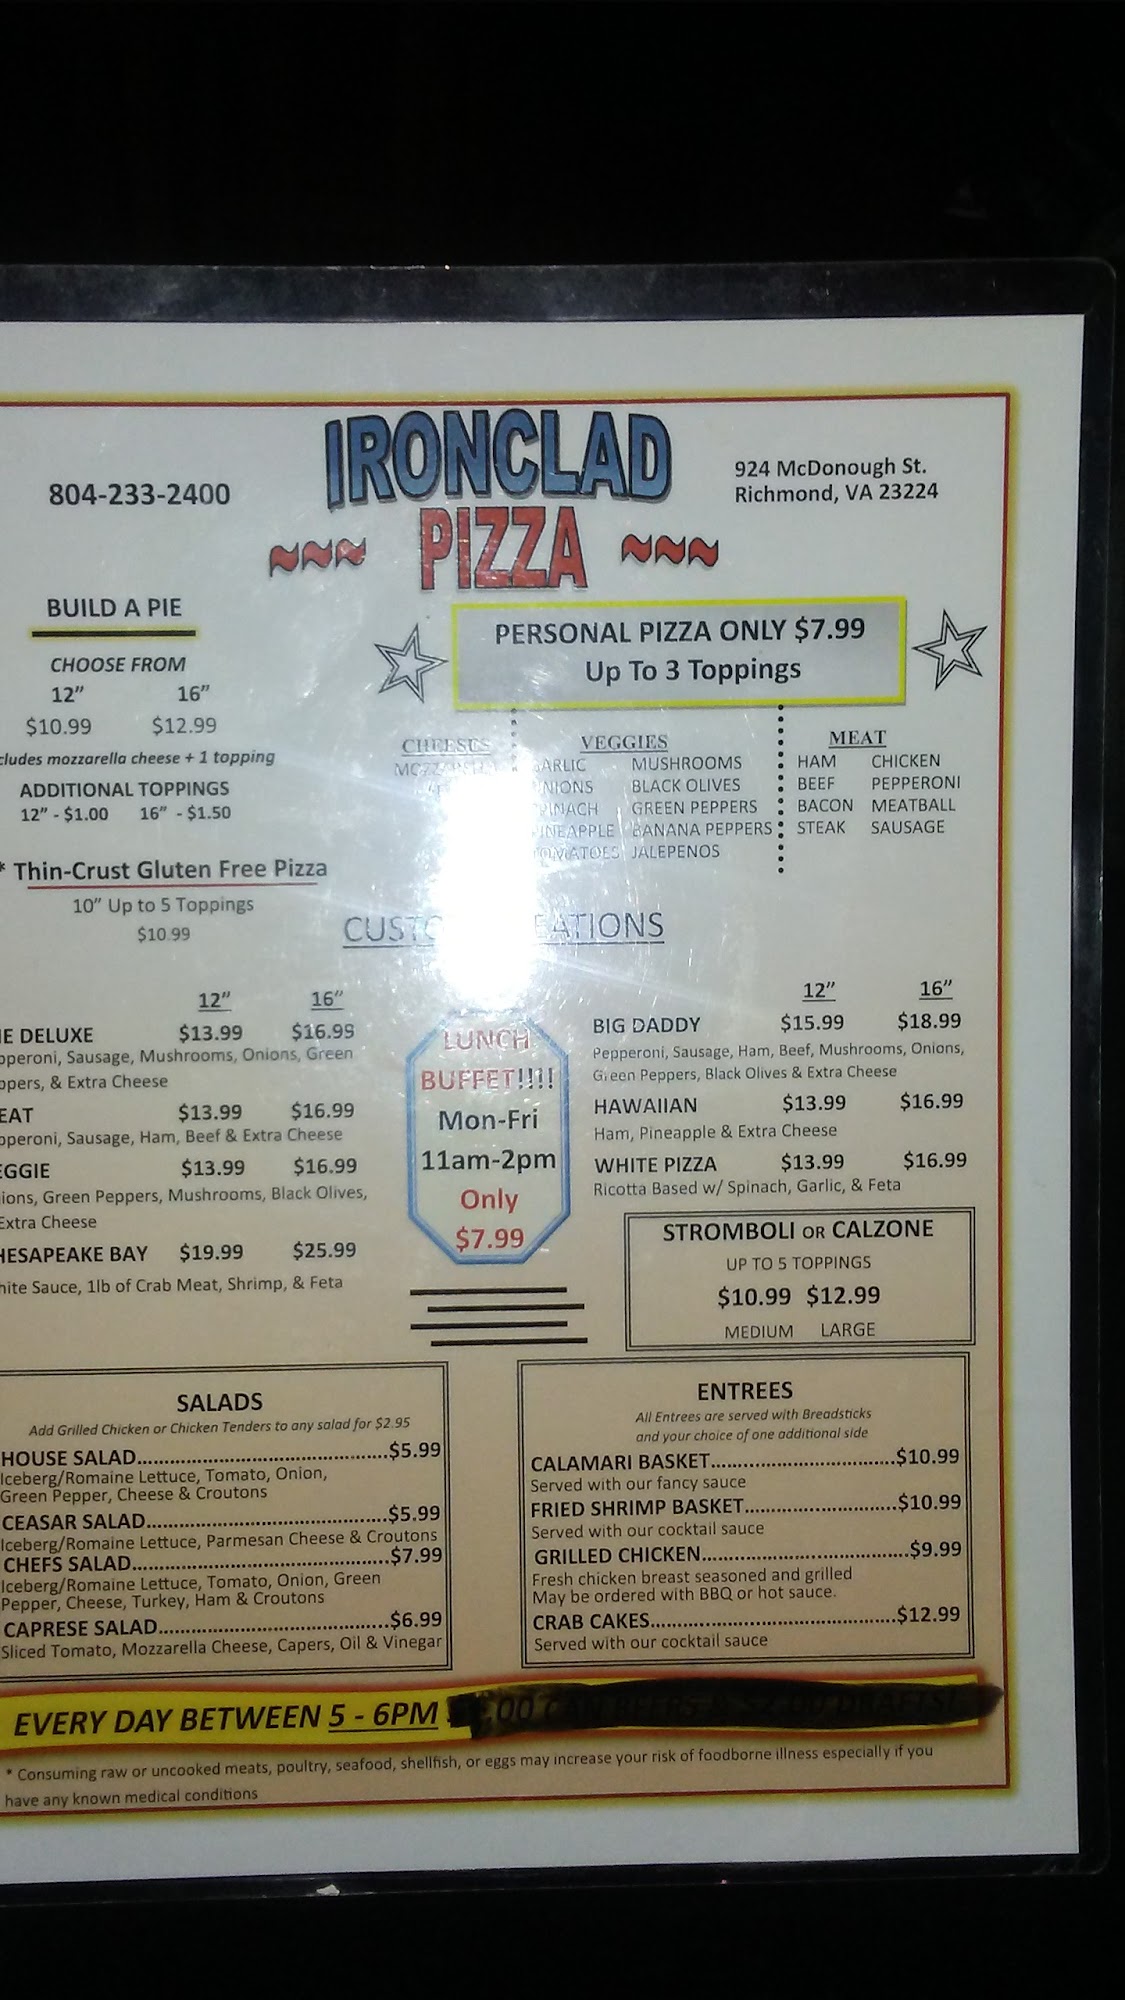 IRONCLAD
PIZZA
804-233-2400
924 McDonough St.
Richmond, VA 23224
BUILD A PIE
CHOOSE FROM
12" 16"
$10.99 $12.99
cludes mozzarella cheese + 1 topping
ADDITIONAL TOPPINGS
12" - $1.00 16" - $1.50
* Thin-Crust Gluten Free Pizza
10" Up to 5 Toppings
$10.99
PERSONAL PIZZA ONLY $7.99
Up To 3 Toppings
CHEESES
VEGGIES
ARLIC MUSHROOMS
NIONS BLACK OLIVES
PINACH GREEN PEPPERS
INEAPPLE BANANA PEPPERS
TOMATOES JALEPENOS
MEAT
HAM CHICKEN
BEEF PEPPERONI
BACON MEATBALL
STEAK SAUSAGE
CUSTO EATIONS
12" 16"
E DELUXE $13.99 $16.99
pperoni, Sausage, Mushrooms, Onions, Green
ppers, & Extra Cheese
EAT $13.99 $16.99
pperoni, Sausage, Ham, Beef & Extra Cheese
EGGIE $13.99 $16.99
ions, Green Peppers, Mushrooms, Black Olives,
Extra Cheese
HESAPEAKE BAY $19.99 $25.99
hite Sauce, 1lb of Crab Meat, Shrimp, & Feta
LUNCH
BUFFET!!!!
Mon-Fri
11am-2pm
Only
$7.99
12" 16"
BIG DADDY $15.99 $18.99
Pepperoni, Sausage, Ham, Beef, Mushrooms, Onions,
Green Peppers, Black Olives & Extra Cheese
HAWAIIAN $13.99 $16.99
Ham, Pineapple & Extra Cheese
WHITE PIZZA $13.99 $16.99
Ricotta Based w/ Spinach, Garlic, & Feta
STROMBOLI OR CALZONE
UP TO 5 TOPPINGS
$10.99 $12.99
MEDIUM LARGE
SALADS
Add Grilled Chicken or Chicken Tenders to any salad for $2.95
HOUSE SALAD.......................................$5.99
Iceberg/Romaine Lettuce, Tomato, Onion,
Green Pepper, Cheese & Croutons
CEASAR SALAD.....................................$5.99
Iceberg/Romaine Lettuce, Parmesan Cheese & Croutons
CHEFS SALAD.......................................$7.99
Iceberg/Romaine Lettuce, Tomato, Onion, Green
Pepper, Cheese, Turkey, Ham & Croutons
CAPRESE SALAD...................................$6.99
Sliced Tomato, Mozzarella Cheese, Capers, Oil & Vinegar
ENTREES
All Entrees are served with Breadsticks
and your choice of one additional side
CALAMARI BASKET.............................$10.99
Served with our fancy sauce
FRIED SHRIMP BASKET.......................$10.99
Served with our cocktail sauce
GRILLED CHICKEN................................$9.99
Fresh chicken breast seasoned and grilled
May be ordered with BBQ or hot sauce.
CRAB CAKES......................................$12.99
Served with our cocktail sauce
EVERY DAY BETWEEN 5 - 6PM
* Consuming raw or uncooked meats, poultry, seafood, shellfish, or eggs may increase your risk of foodborne illness especially if you
have any known medical conditions